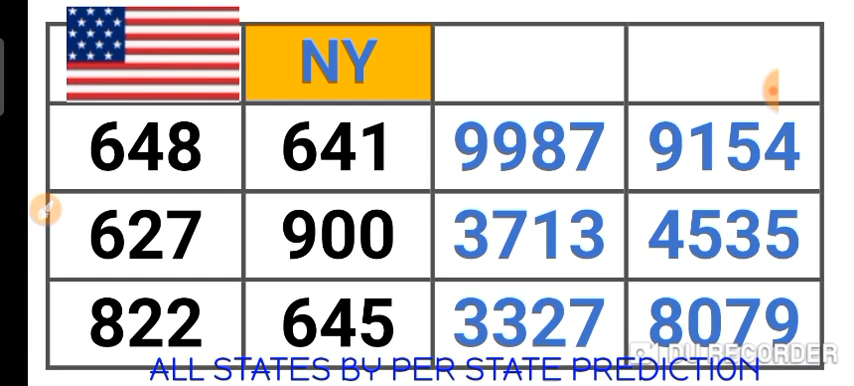 NY
648 641 9987 9154
627 900 3713 4535
822 645 3327 8079
DU RECORDER
ALL STATES BY PER STATE PREDICTION